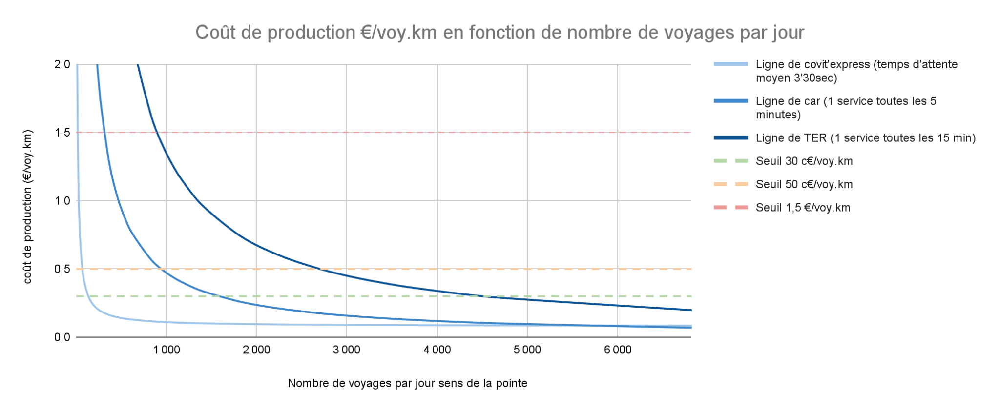 Coût de production €/voy.km en fonction de nombre de voyages par jour
2,0
1,5
1,0
0,5
0,0
coût de production (€/voy.km)
1 000
2 000
3 000
4 000
5 000
6 000
Nombre de voyages par jour sens de la pointe
Ligne de covit'express (temps d'attente
moyen 3'30sec)
Ligne de car (1 service toutes les 5
minutes)
Ligne de TER (1 service toutes les 15 min)
Seuil 30 c€/voy.km
Seuil 50 c€/voy.km
Seuil 1,5 €/voy.km